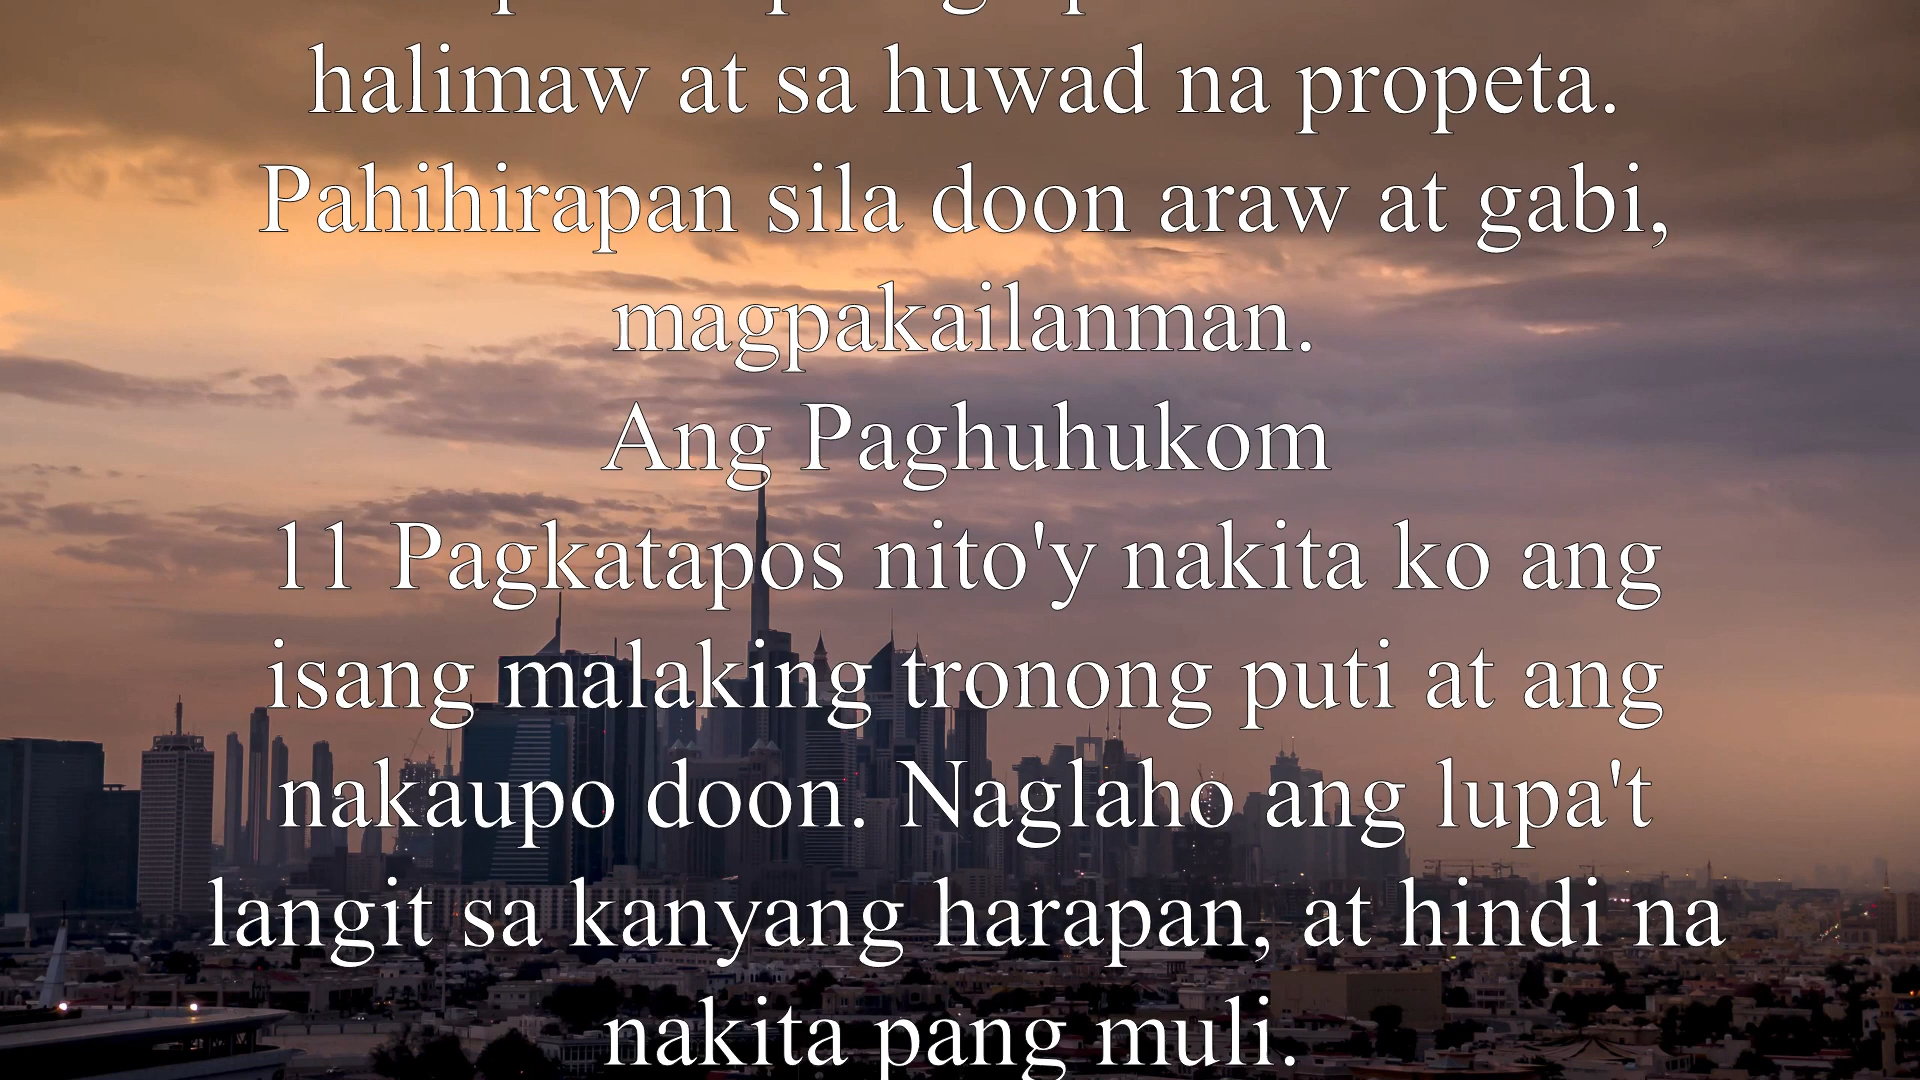 halimaw at sa huwad na propeta.
Pahihirapan sila doon araw at gabi,
magpakailanman.
Ang Paghuhukom
11 Pagkatapos nito'y nakita ko ang
isang malaking tronong puti at ang
nakaupo doon. Naglaho ang lupa't
langit sa kanyang harapan, at hindi na
nakita pang muli.